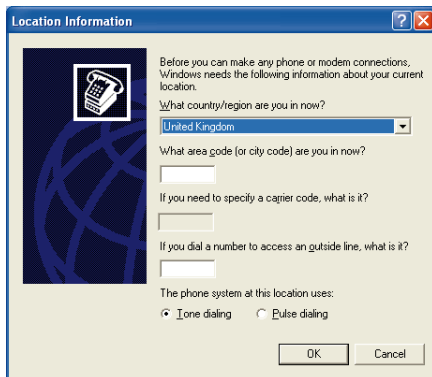 Location Information
Before you can make any phone or modem connections,
Windows needs the following information about your current
location.
What country/region are you in now?
United Kingdom
What area code (or city code) are you in now?
If you need to specify a carrier code, what is it?
If you dial a number to access an outside line, what is it?
The phone system at this location uses:
Tone dialing Pulse dialing
OK Cancel